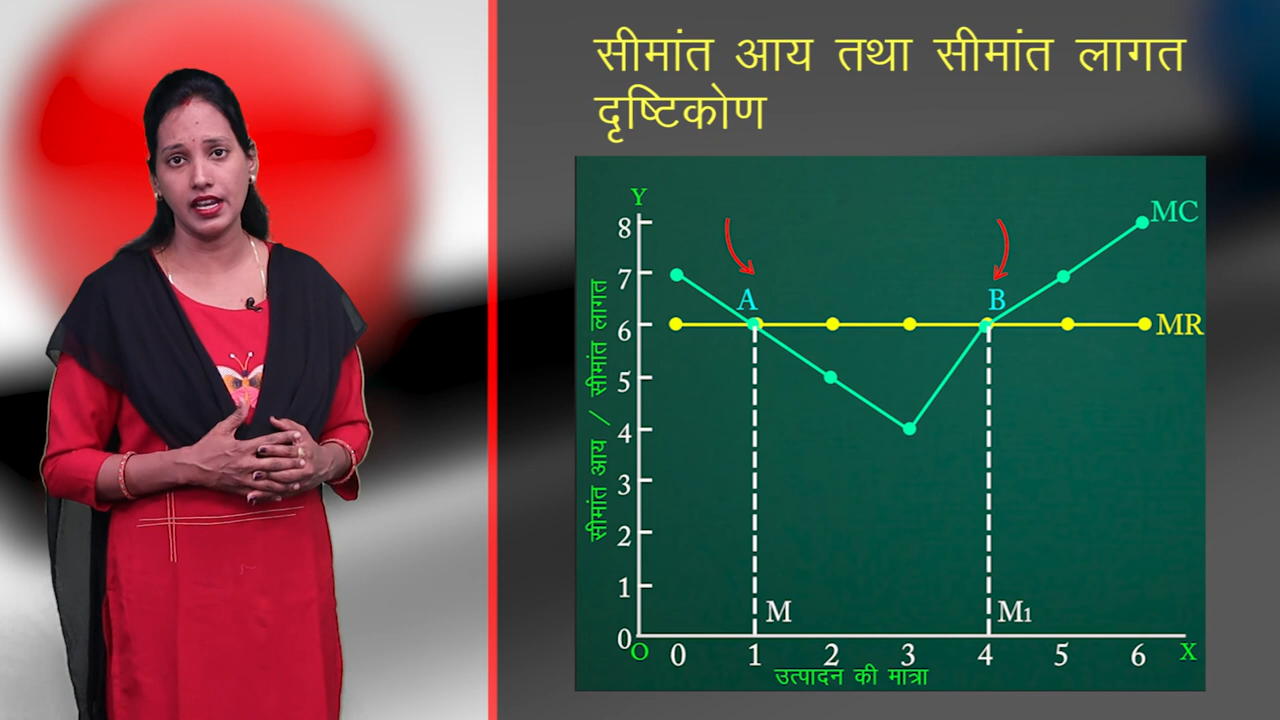 सीमांत आय तथा सीमांत लागत
दृष्टिकोण
Y
8
7
6
5
4
3
2
1
0
O
सीमांत आय / सीमांत लागत
A
B
MC
MR
M
M₁
0 1 2 3 4 5 6
X
उत्पादन की मात्रा